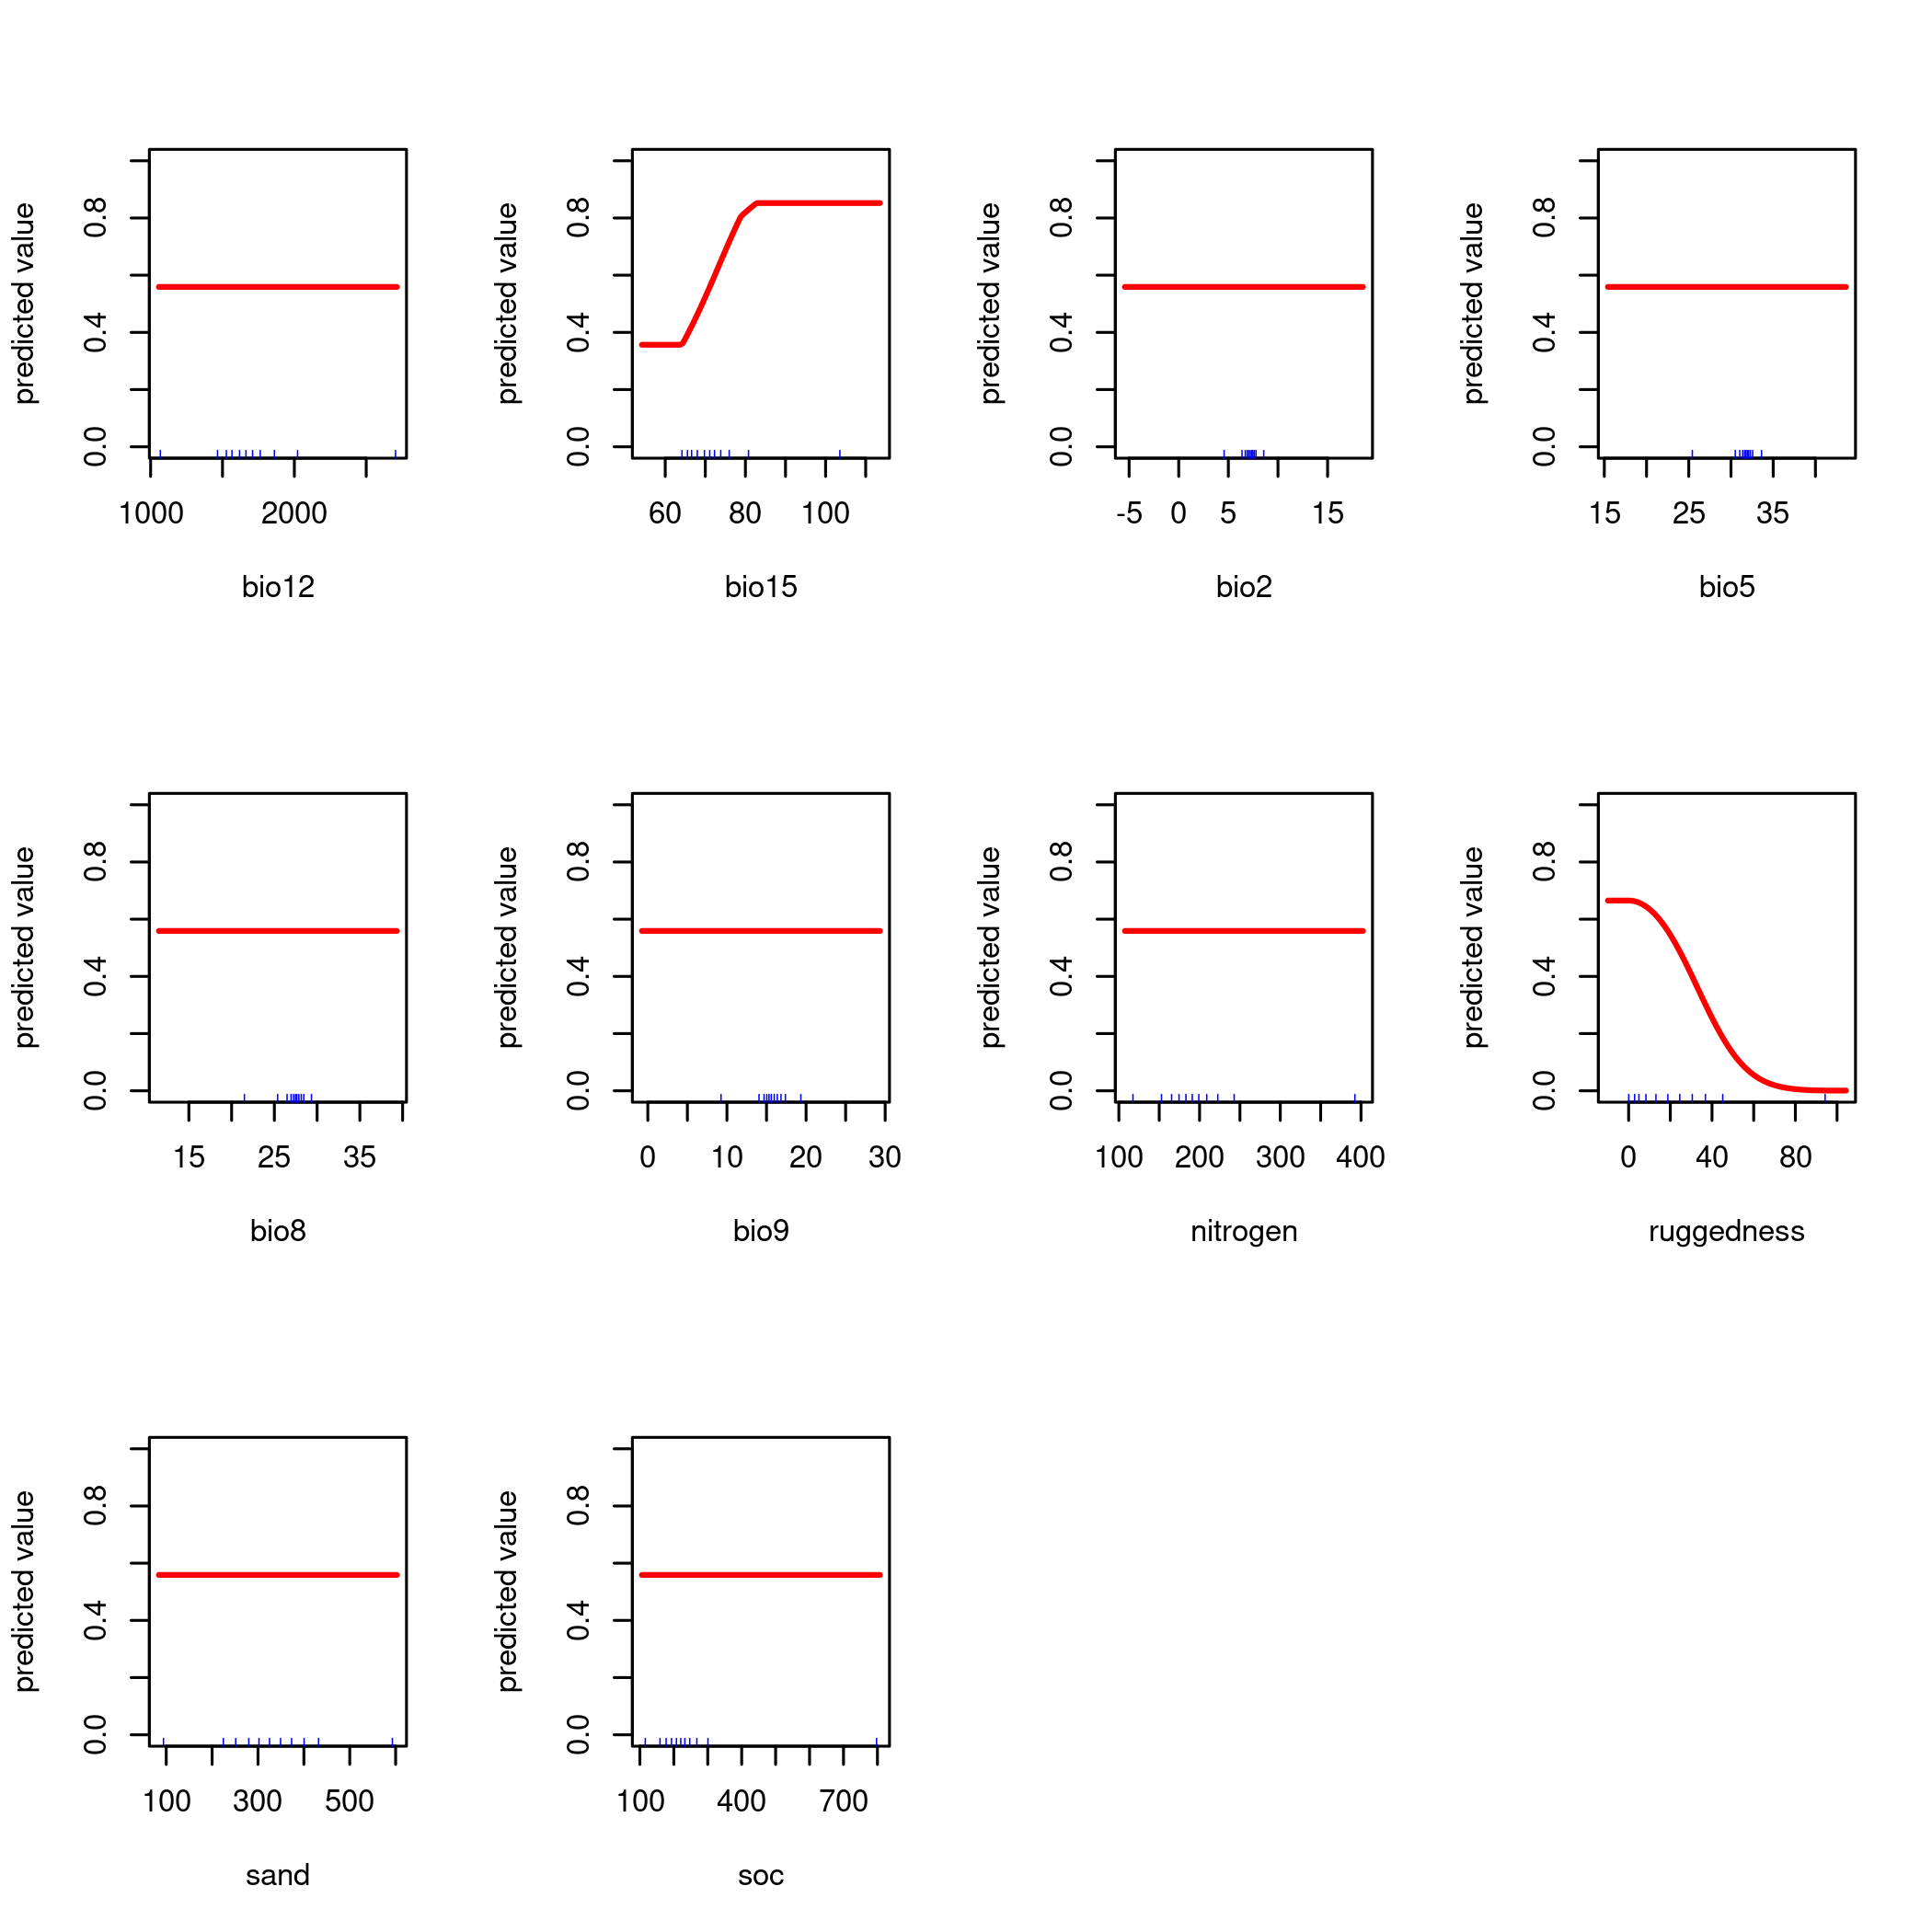 predicted value
0.0 0.4 0.8
1000 2000
bio12
predicted value
0.0 0.4 0.8
60 80 100
bio15
predicted value
0.0 0.4 0.8
-5 0 5 15
bio2
predicted value
0.0 0.4 0.8
15 25 35
bio5
predicted value
0.0 0.4 0.8
15 25 35
bio8
predicted value
0.0 0.4 0.8
0 10 20 30
bio9
predicted value
0.0 0.4 0.8
100 200 300 400
nitrogen
predicted value
0.0 0.4 0.8
0 40 80
ruggedness
predicted value
0.0 0.4 0.8
100 300 500
sand
predicted value
0.0 0.4 0.8
100 400 700
soc